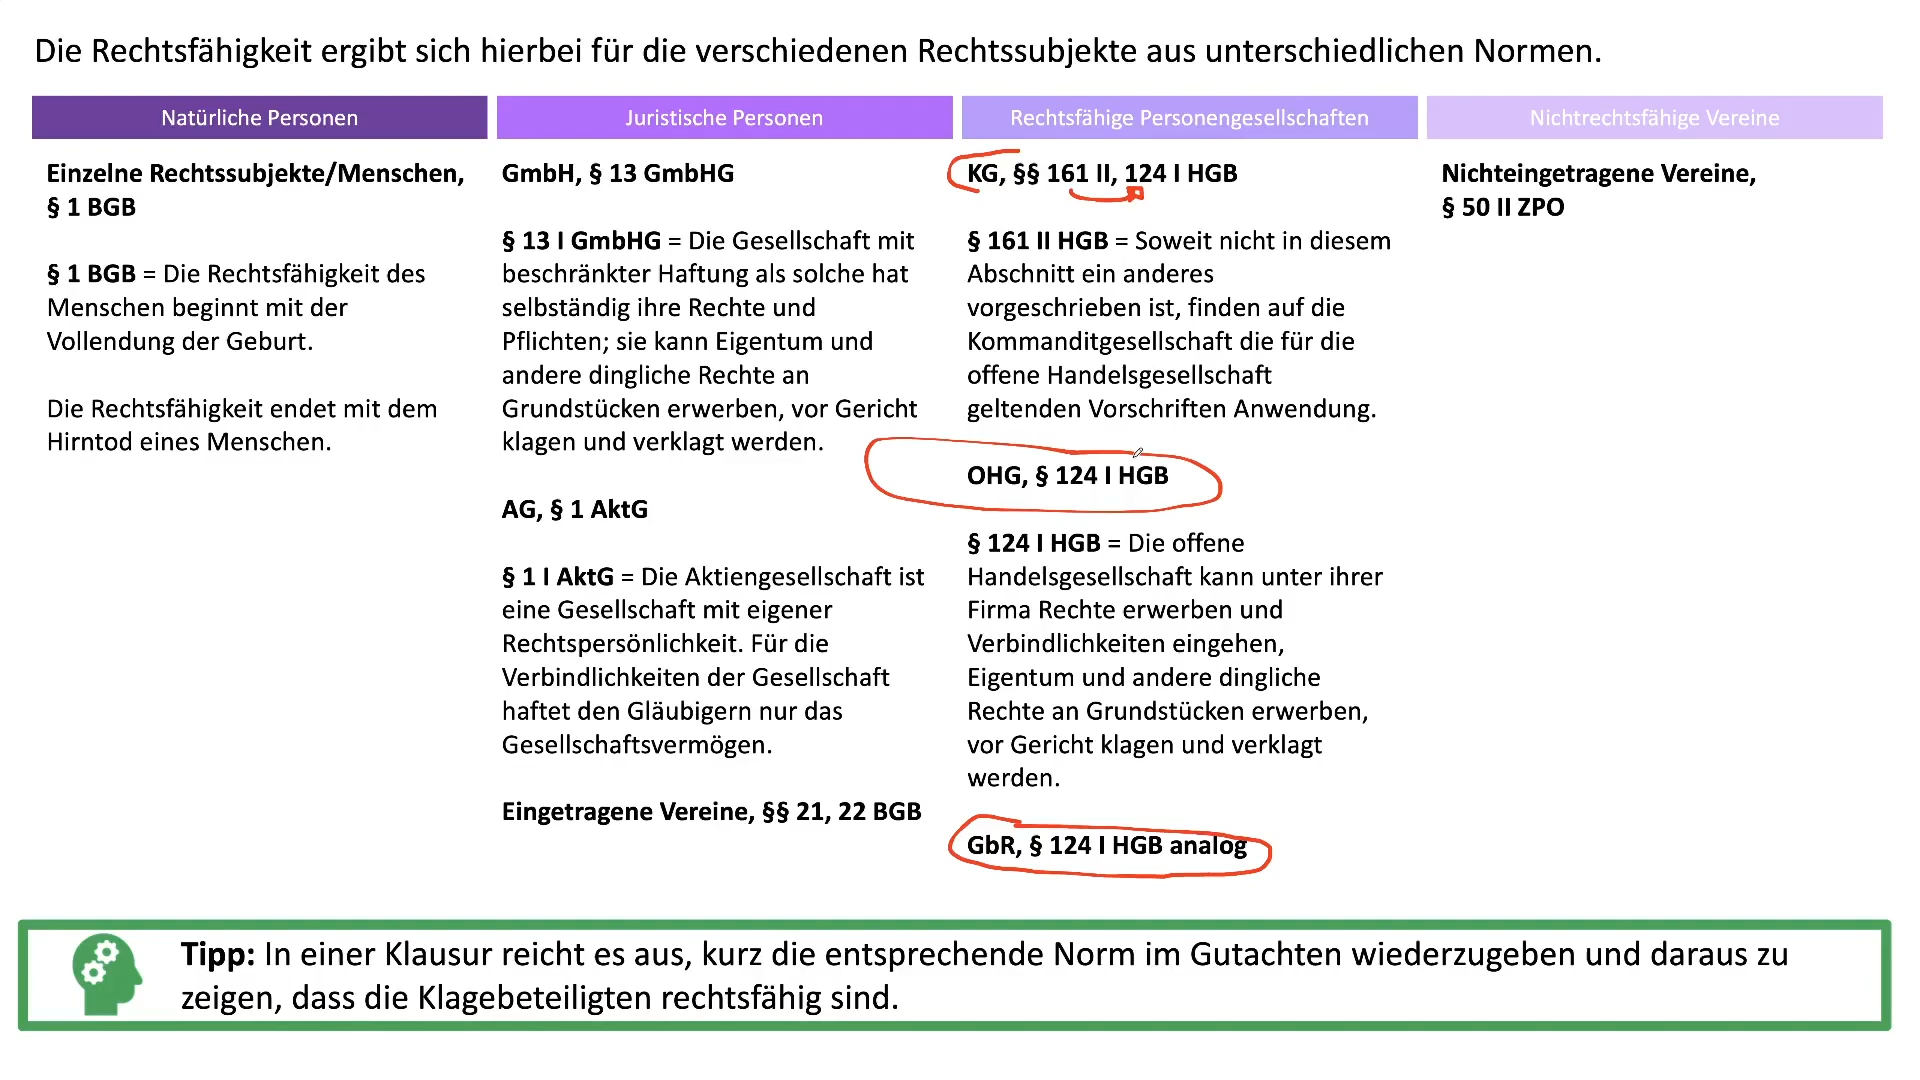 Die Rechtsfähigkeit ergibt sich hierbei für die verschiedenen Rechtssubjekte aus unterschiedlichen Normen.
Natürliche Personen
Einzelne Rechtssubjekte/Menschen,
§ 1 BGB
§ 1 BGB = Die Rechtsfähigkeit des
Menschen beginnt mit der
Vollendung der Geburt.
Die Rechtsfähigkeit endet mit dem
Hirntod eines Menschen.
Juristische Personen
GmbH, § 13 GmbHG
§ 13 I GmbHG = Die Gesellschaft mit
beschränkter Haftung als solche hat
selbständig ihre Rechte und
Pflichten; sie kann Eigentum und
andere dingliche Rechte an
Grundstücken erwerben, vor Gericht
klagen und verklagt werden.
AG, § 1 AktG
§ 1 I AktG = Die Aktiengesellschaft ist
eine Gesellschaft mit eigener
Rechtspersönlichkeit. Für die
Verbindlichkeiten der Gesellschaft
haftet den Gläubigern nur das
Gesellschaftsvermögen.
Eingetragene Vereine, §§ 21, 22 BGB
Rechtsfähige Personengesellschaften
KG, §§ 161 II, 124 I HGB
§ 161 II HGB = Soweit nicht in diesem
Abschnitt ein anderes
vorgeschrieben ist, finden auf die
Kommanditgesellschaft die für die
offene Handelsgesellschaft
geltenden Vorschriften Anwendung.
OHG, § 124 I HGB
§ 124 I HGB = Die offene
Handelsgesellschaft kann unter ihrer
Firma Rechte erwerben und
Verbindlichkeiten eingehen,
Eigentum und andere dingliche
Rechte an Grundstücken erwerben,
vor Gericht klagen und verklagt
werden.
GbR, § 124 I HGB analog
Nichtrechtsfähige Vereine
Nichteingetragene Vereine,
§ 50 II ZPO
Tipp: In einer Klausur reicht es aus, kurz die entsprechende Norm im Gutachten wiederzugeben und daraus zu
zeigen, dass die Klagebeteiligten rechtsfähig sind.